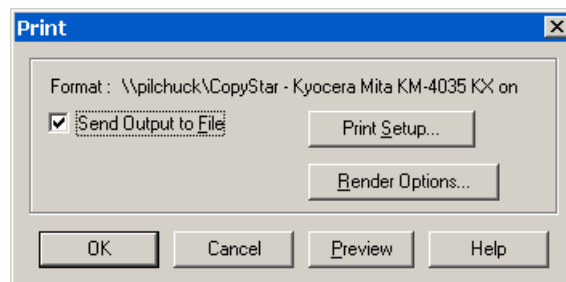 Print
Format : \\pilchuck\CopyStar - Kyocera Mita KM-4035 KX on
Send Output to File
Print Setup...
Render Options...
OK Cancel Preview Help